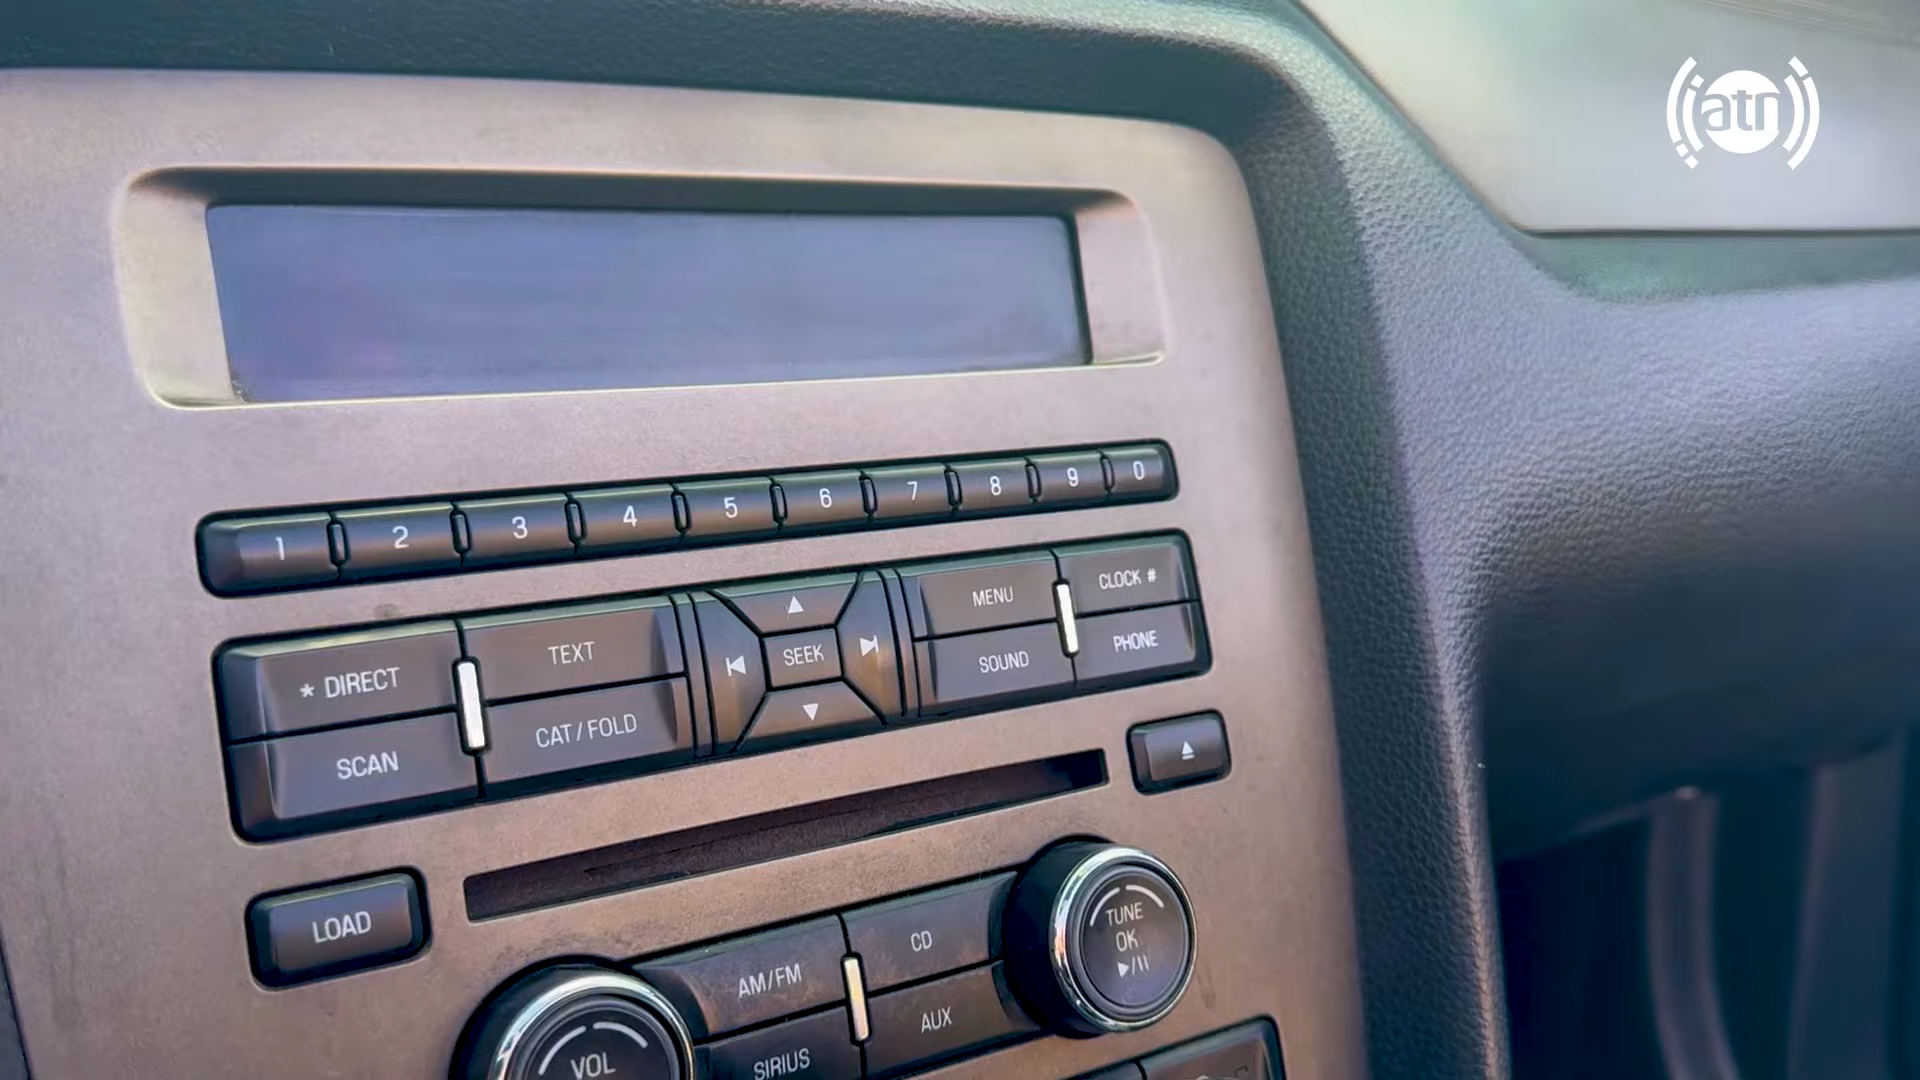 atn
1 2 3 4 5 6 7 8 9 0
* DIRECT
TEXT
SEEK
MENU
CLOCK #
SCAN
CAT / FOLD
SOUND
PHONE
LOAD
AM/FM
CD
TUNE
OK
VOL
SIRIUS
AUX